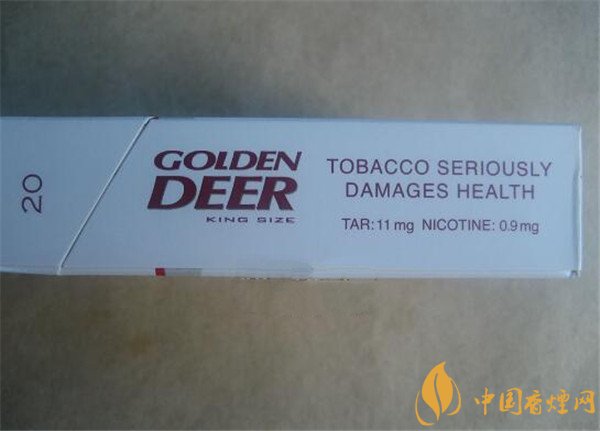 20
GOLDEN
DEER
KING SIZE
TOBACCO SERIOUSLY
DAMAGES HEALTH
TAR: 11 mg NICOTINE: 0.9 mg
中国香烟网